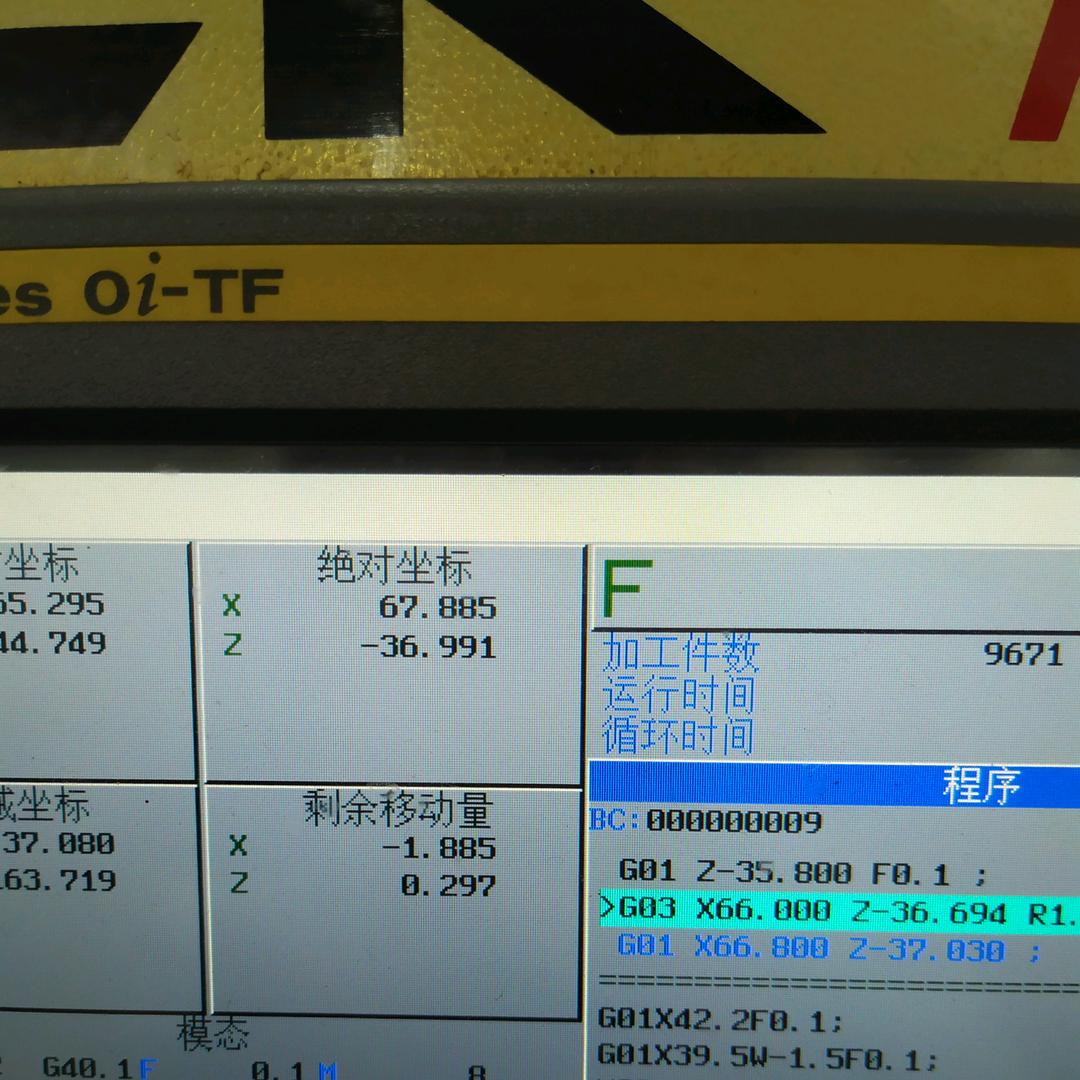 es 0i-TF
坐标
65.295
44.749
绝对坐标
X 67.885
Z -36.991
F
加工件数 9671
运行时间
循环时间
坐标
37.080
163.719
剩余移动量
X -1.885
Z 0.297
程序
BC:000000009
G01 Z-35.800 F0.1 ;
>G03 X66.000 Z-36.694 R1.
G01 X66.800 Z-37.030 ;
==============================
G01X42.2F0.1;
G01X39.5W-1.5F0.1;
模态
G40.1 F 0.1 M 8